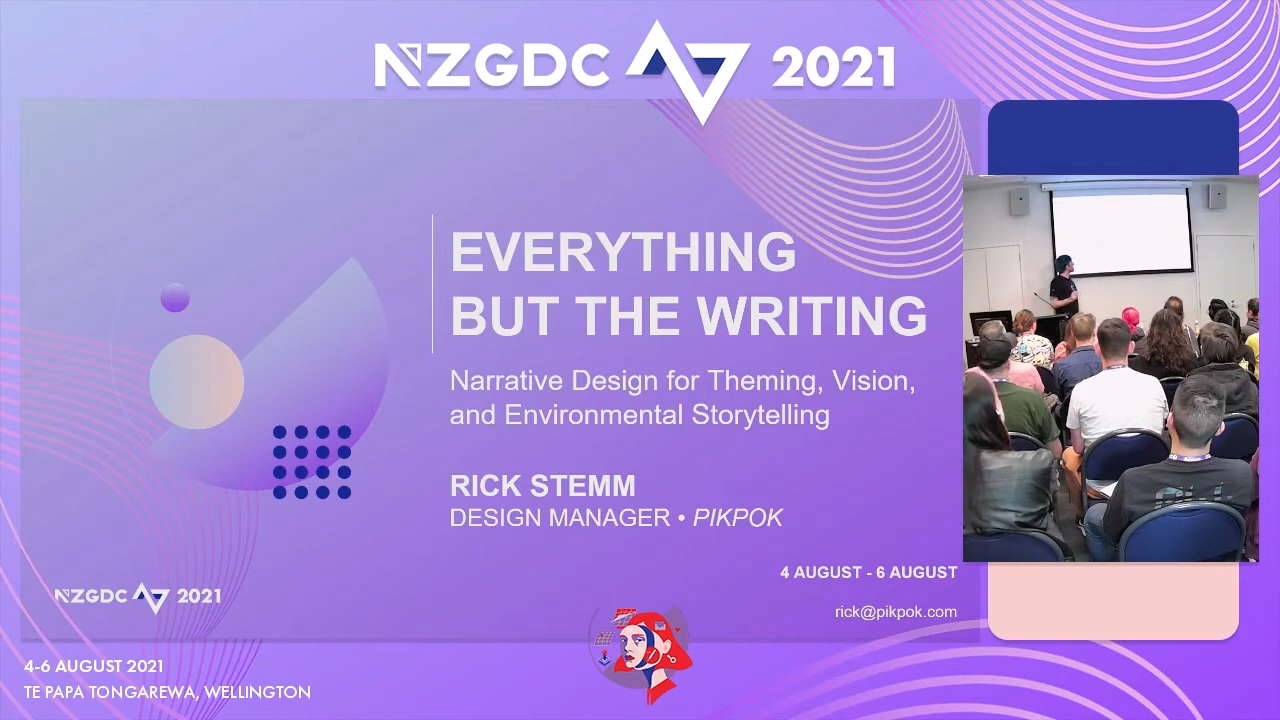 NZGDC 2021
EVERYTHING
BUT THE WRITING
Narrative Design for Theming, Vision,
and Environmental Storytelling
RICK STEMM
DESIGN MANAGER • PIKPOK
4 AUGUST - 6 AUGUST
rick@pikpok.com
NZGDC 2021
4-6 AUGUST 2021
TE PAPA TONGAREWA, WELLINGTON